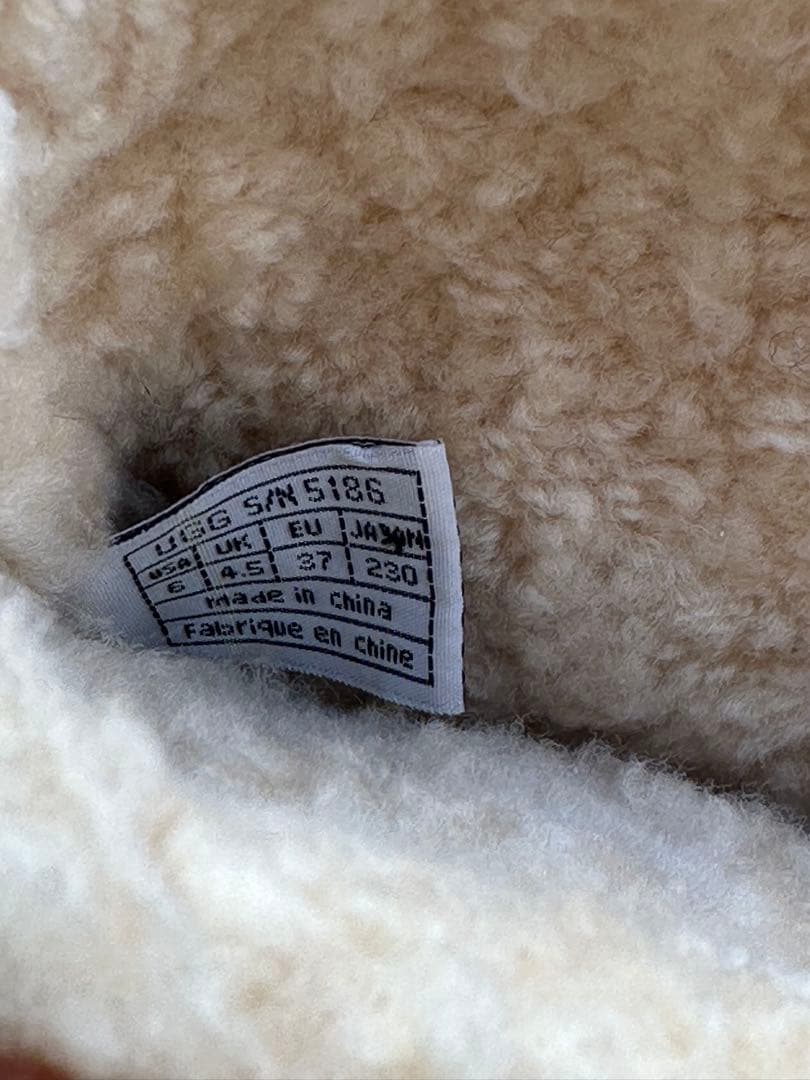 UGG S/N 5186
USA UK EU JAPAN
6 4.5 37 230
Made in China
Fabrique en chine